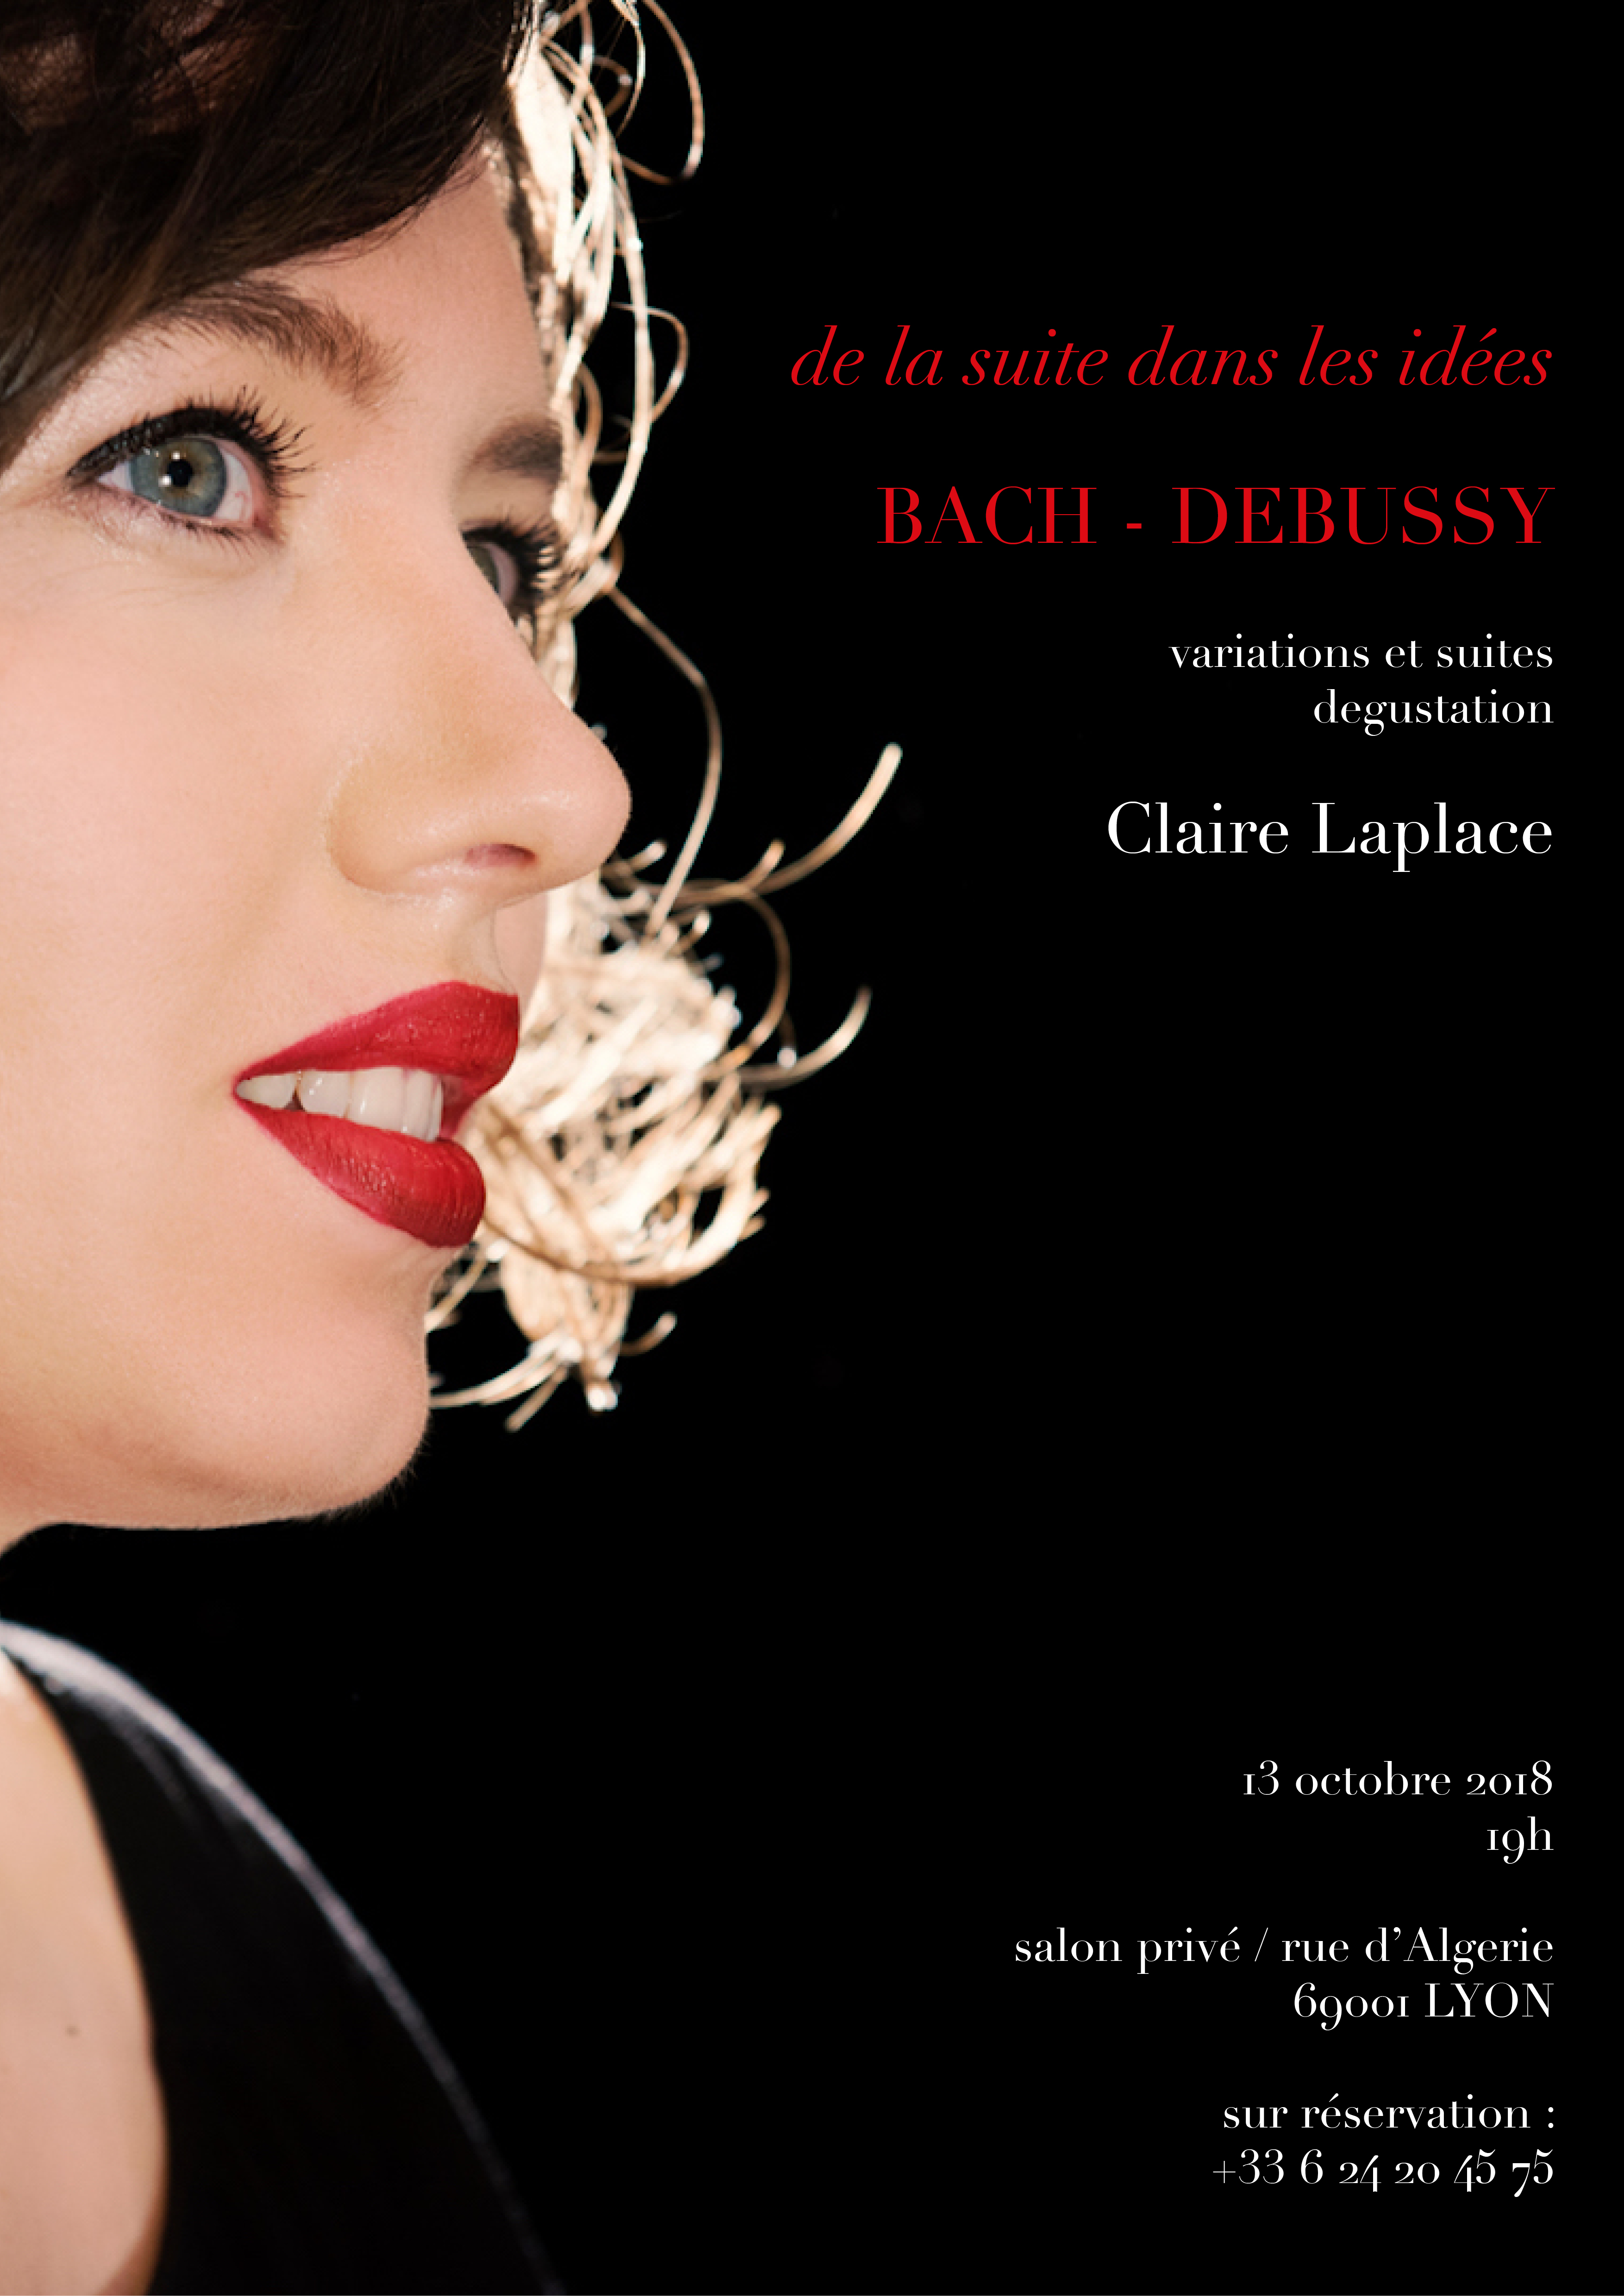 de la suite dans les idées
BACH - DEBUSSY
variations et suites
degustation
Claire Laplace
13 octobre 2018
19h
salon privé / rue d’Algerie
69001 LYON
sur réservation :
+33 6 24 20 45 75